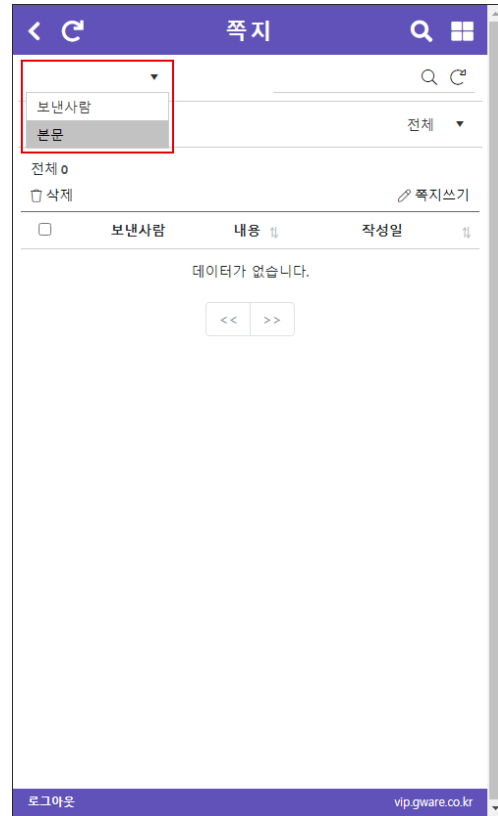 쪽지
보낸사람
본문
전체
전체 0
삭제 쪽지쓰기
보낸사람 내용 작성일
데이터가 없습니다.
<< >>
로그아웃 vip.gware.co.kr